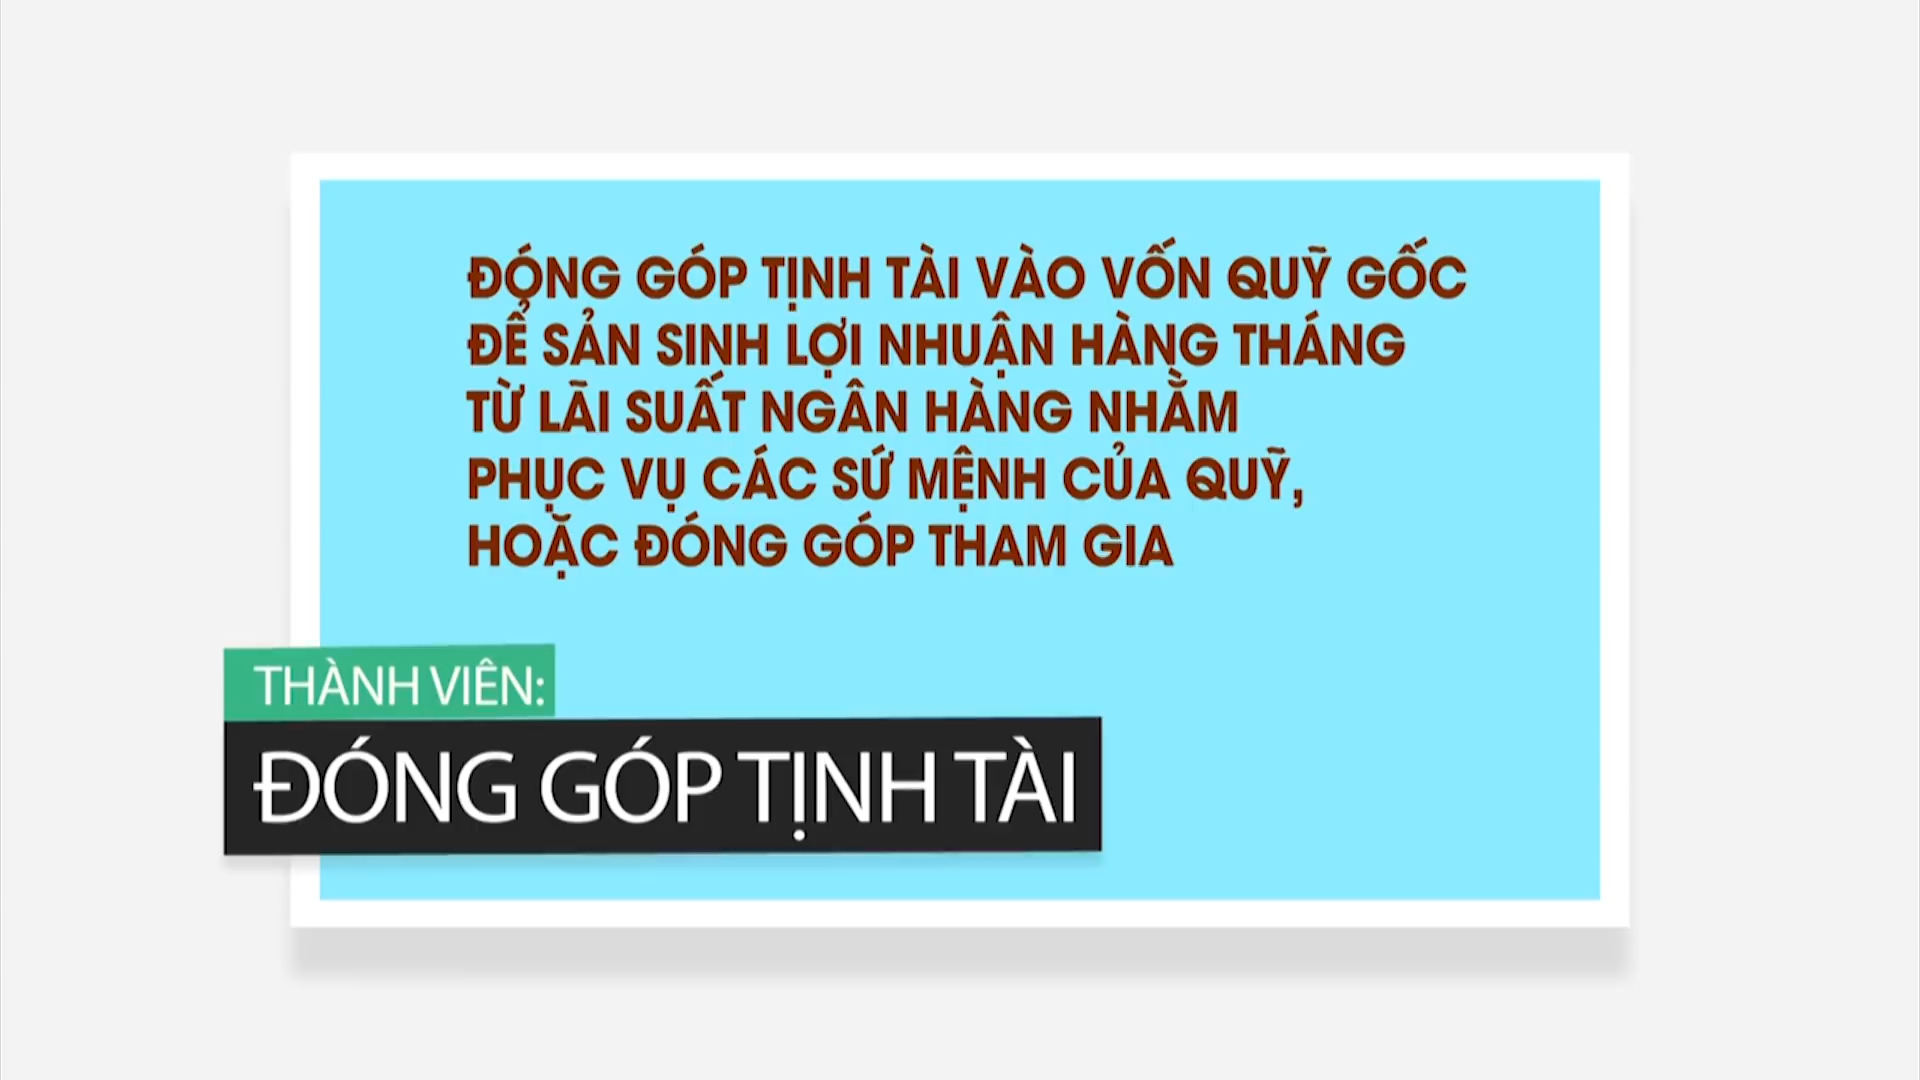 ĐÓNG GÓP TỊNH TÀI VÀO VỐN QUỸ GỐC
ĐỂ SẢN SINH LỢI NHUẬN HÀNG THÁNG
TỪ LÃI SUẤT NGÂN HÀNG NHẰM
PHỤC VỤ CÁC SỨ MỆNH CỦA QUỸ,
HOẶC ĐÓNG GÓP THAM GIA
THÀNH VIÊN:
ĐÓNG GÓP TỊNH TÀI